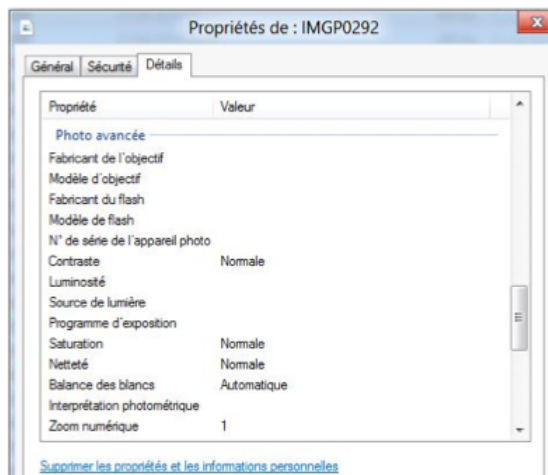 Propriétés de : IMGP0292
Général Sécurité Détails
Propriété Valeur
Photo avancée
Fabricant de l'objectif
Modèle d'objectif
Fabricant du flash
Modèle de flash
N° de série de l'appareil photo
Contraste Normale
Luminosité
Source de lumière
Programme d'exposition
Saturation Normale
Netteté Normale
Balance des blancs Automatique
Interprétation photométrique
Zoom numérique 1
Supprimer les propriétés et les informations personnelles